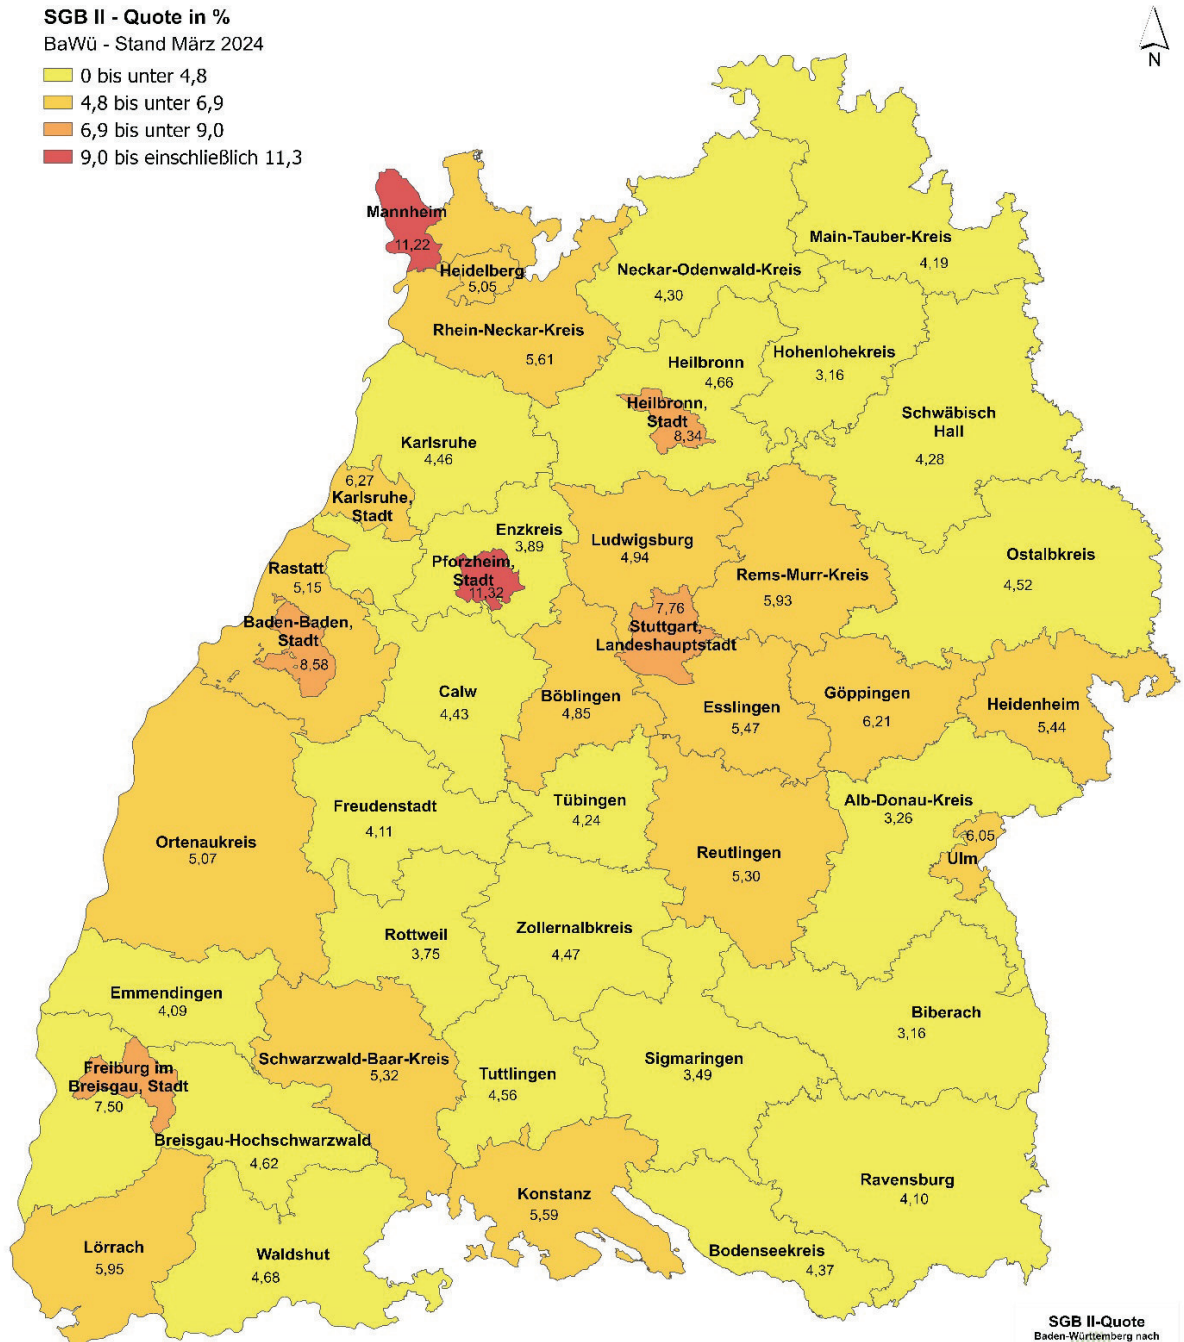 SGB II - Quote in %
BaWü - Stand März 2024
0 bis unter 4,8
4,8 bis unter 6,9
6,9 bis unter 9,0
9,0 bis einschließlich 11,3
N
Mannheim
11,22
Heidelberg
5,05
Rhein-Neckar-Kreis
5,61
Neckar-Odenwald-Kreis
4,30
Main-Tauber-Kreis
4,19
Heilbronn
4,66
Hohenlohekreis
3,16
Heilbronn,
Stadt
8,34
Schwäbisch
Hall
4,28
Karlsruhe
4,46
6,27
Karlsruhe,
Stadt
Enzkreis
3,89
Pforzheim,
Stadt
11,32
Ludwigsburg
4,94
Rems-Murr-Kreis
5,93
Ostalbkreis
4,52
Rastatt
5,15
Baden-Baden,
Stadt
8,58
7,76
Stuttgart,
Landeshauptstadt
Calw
4,43
Böblingen
4,85
Esslingen
5,47
Göppingen
6,21
Heidenheim
5,44
Freudenstadt
4,11
Tübingen
4,24
Alb-Donau-Kreis
3,26
Ortenaukreis
5,07
Reutlingen
5,30
6,05
Ulm
Rottweil
3,75
Zollernalbkreis
4,47
Emmendingen
4,09
Biberach
3,16
Freiburg im
Breisgau, Stadt
7,50
Schwarzwald-Baar-Kreis
5,32
Tuttlingen
4,56
Sigmaringen
3,49
Breisgau-Hochschwarzwald
4,62
Ravensburg
4,10
Konstanz
5,59
Lörrach
5,95
Waldshut
4,68
Bodenseekreis
4,37
SGB II-Quote
Baden-Württemberg nach